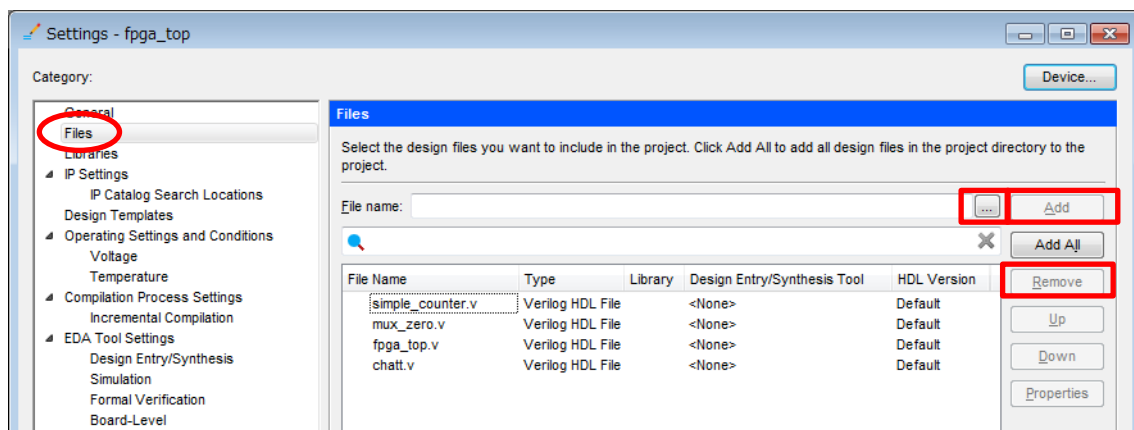 Settings - fpga_top
Category:
Device...
General
Files
Libraries
IP Settings
IP Catalog Search Locations
Design Templates
Operating Settings and Conditions
Voltage
Temperature
Compilation Process Settings
Incremental Compilation
EDA Tool Settings
Design Entry/Synthesis
Simulation
Formal Verification
Board-Level
Files
Select the design files you want to include in the project. Click Add All to add all design files in the project directory to the
project.
File name: ... Add
Add All
File Name Type Library Design Entry/Synthesis Tool HDL Version
simple_counter.v Verilog HDL File <None> Default
mux_zero.v Verilog HDL File <None> Default
fpga_top.v Verilog HDL File <None> Default
chatt.v Verilog HDL File <None> Default
Remove
Up
Down
Properties